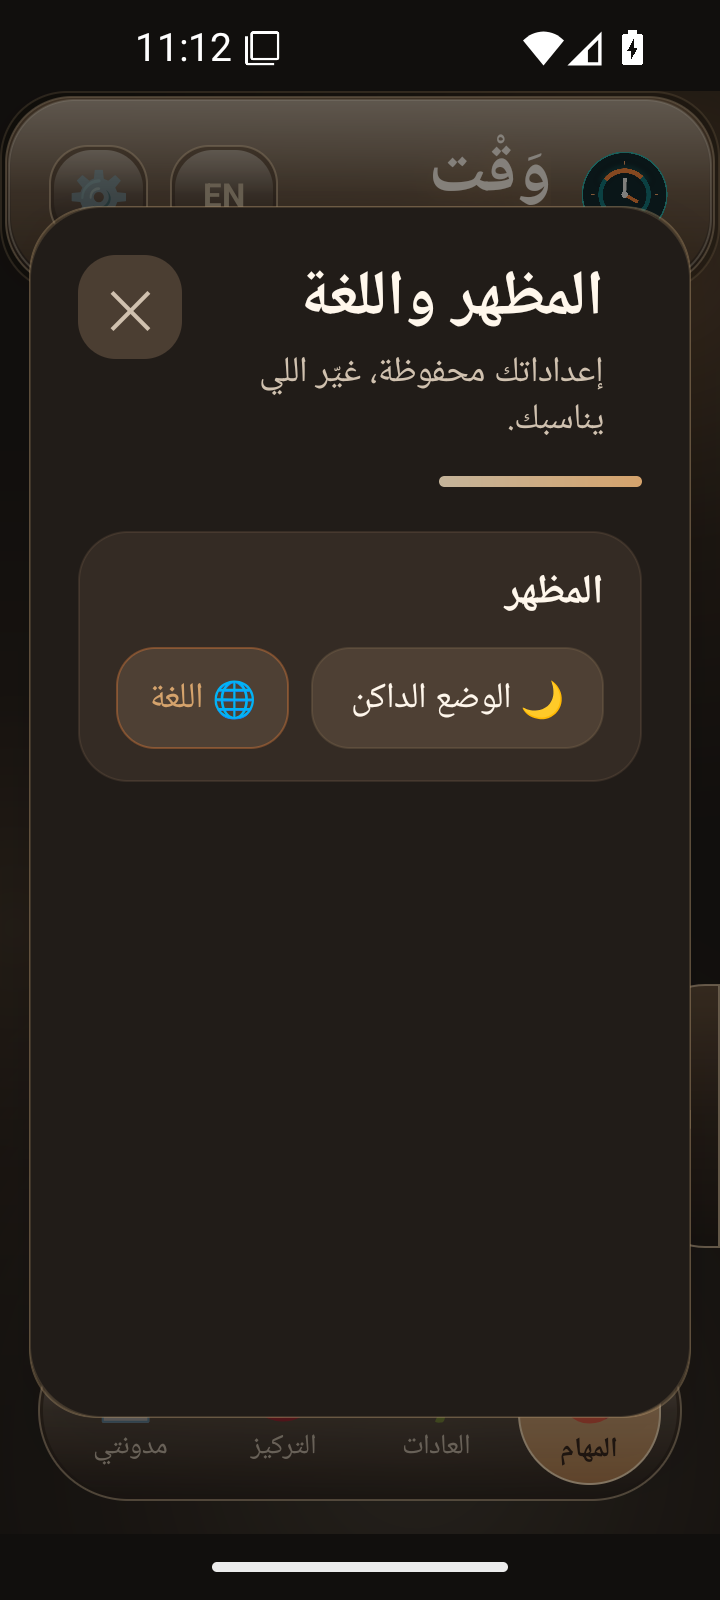 11:12
وَقْت
EN
المظهر واللغة
إعداداتك محفوظة، غيّر اللي
يناسبك.
المظهر
الوضع الداكن
اللغة
المهام
العادات
التركيز
مدونتي